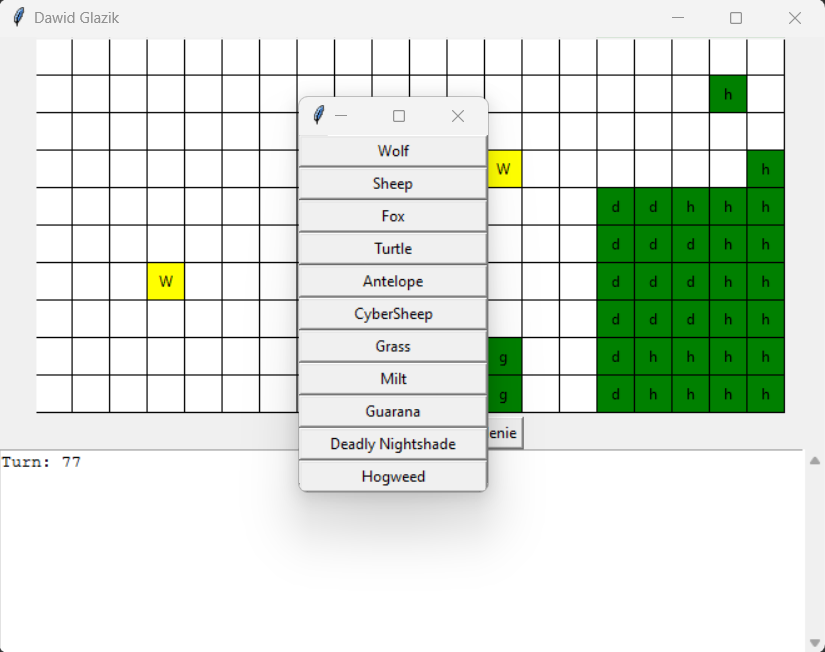 Dawid Glazik
h
W h
d d h h h
d d d h h
W d d d h h
d d d h h
g d h h h h
g d h h h h
Wolf
Sheep
Fox
Turtle
Antelope
CyberSheep
Grass
Milt
Guarana
Deadly Nightshade
Hogweed
enie
Turn: 77